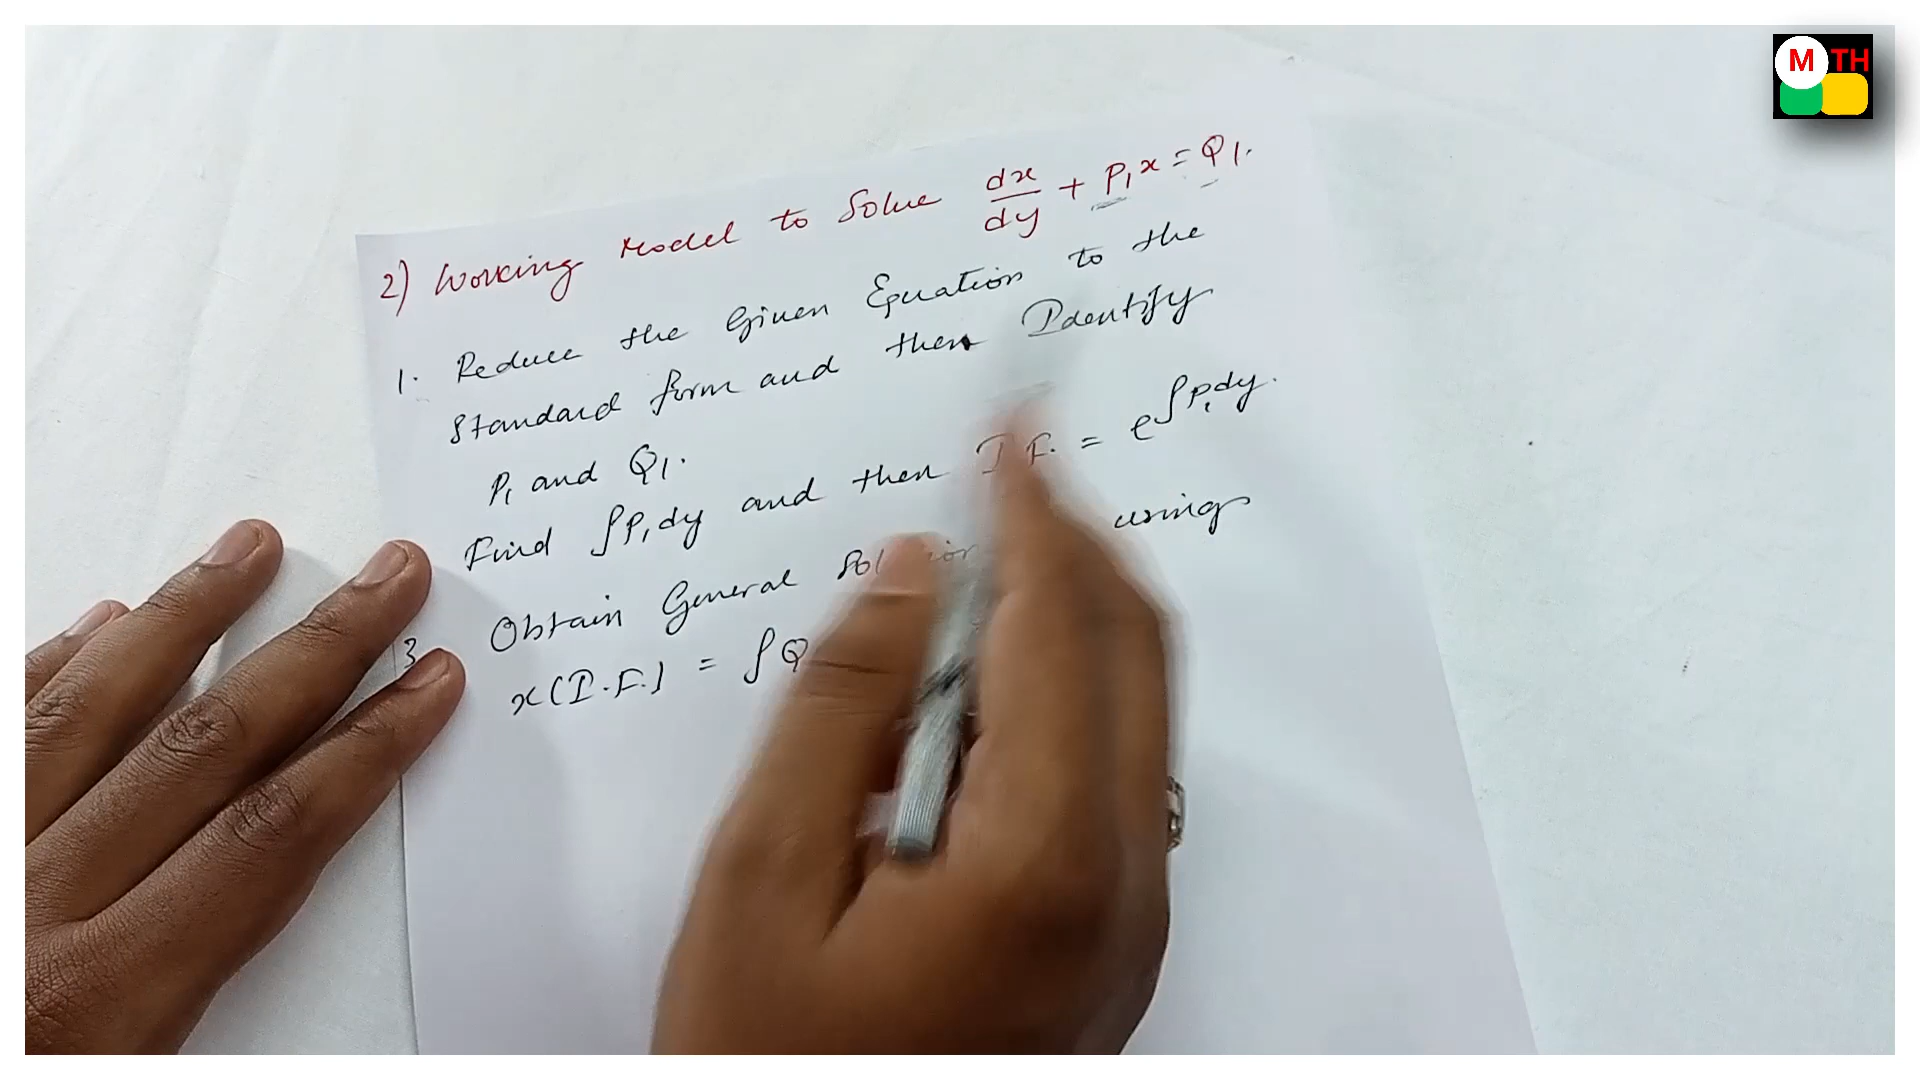 M TH
2) Working Model to Solve dx/dy + P₁x = Q1.
1. Reduce the Given Equation to the
Standard form and then Identify
P₁ and Q1.
Find ∫P₁dy and then I.F. = e^∫P₁dy.
3 Obtain General using
x(I.F.) = ∫Q